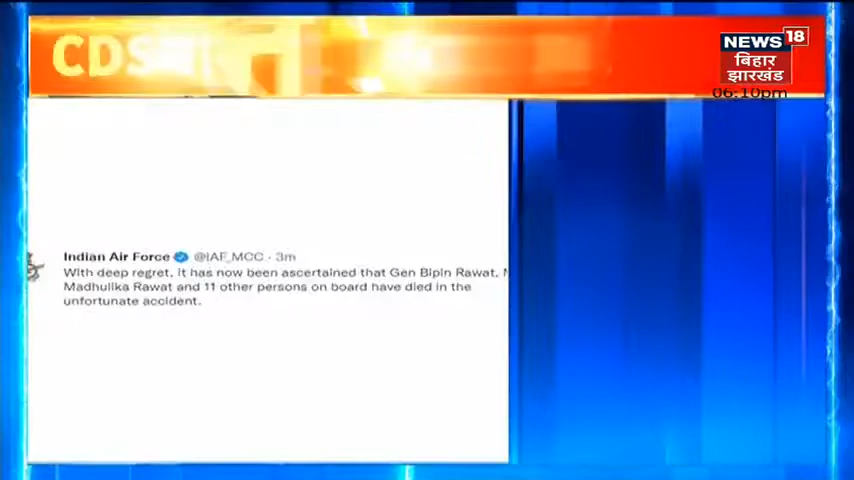 CDS
NEWS 18
बिहार
झारखंड
06:10pm
Indian Air Force @IAF_MCC · 3m
With deep regret, it has now been ascertained that Gen Bipin Rawat,
Madhulika Rawat and 11 other persons on board have died in the
unfortunate accident.